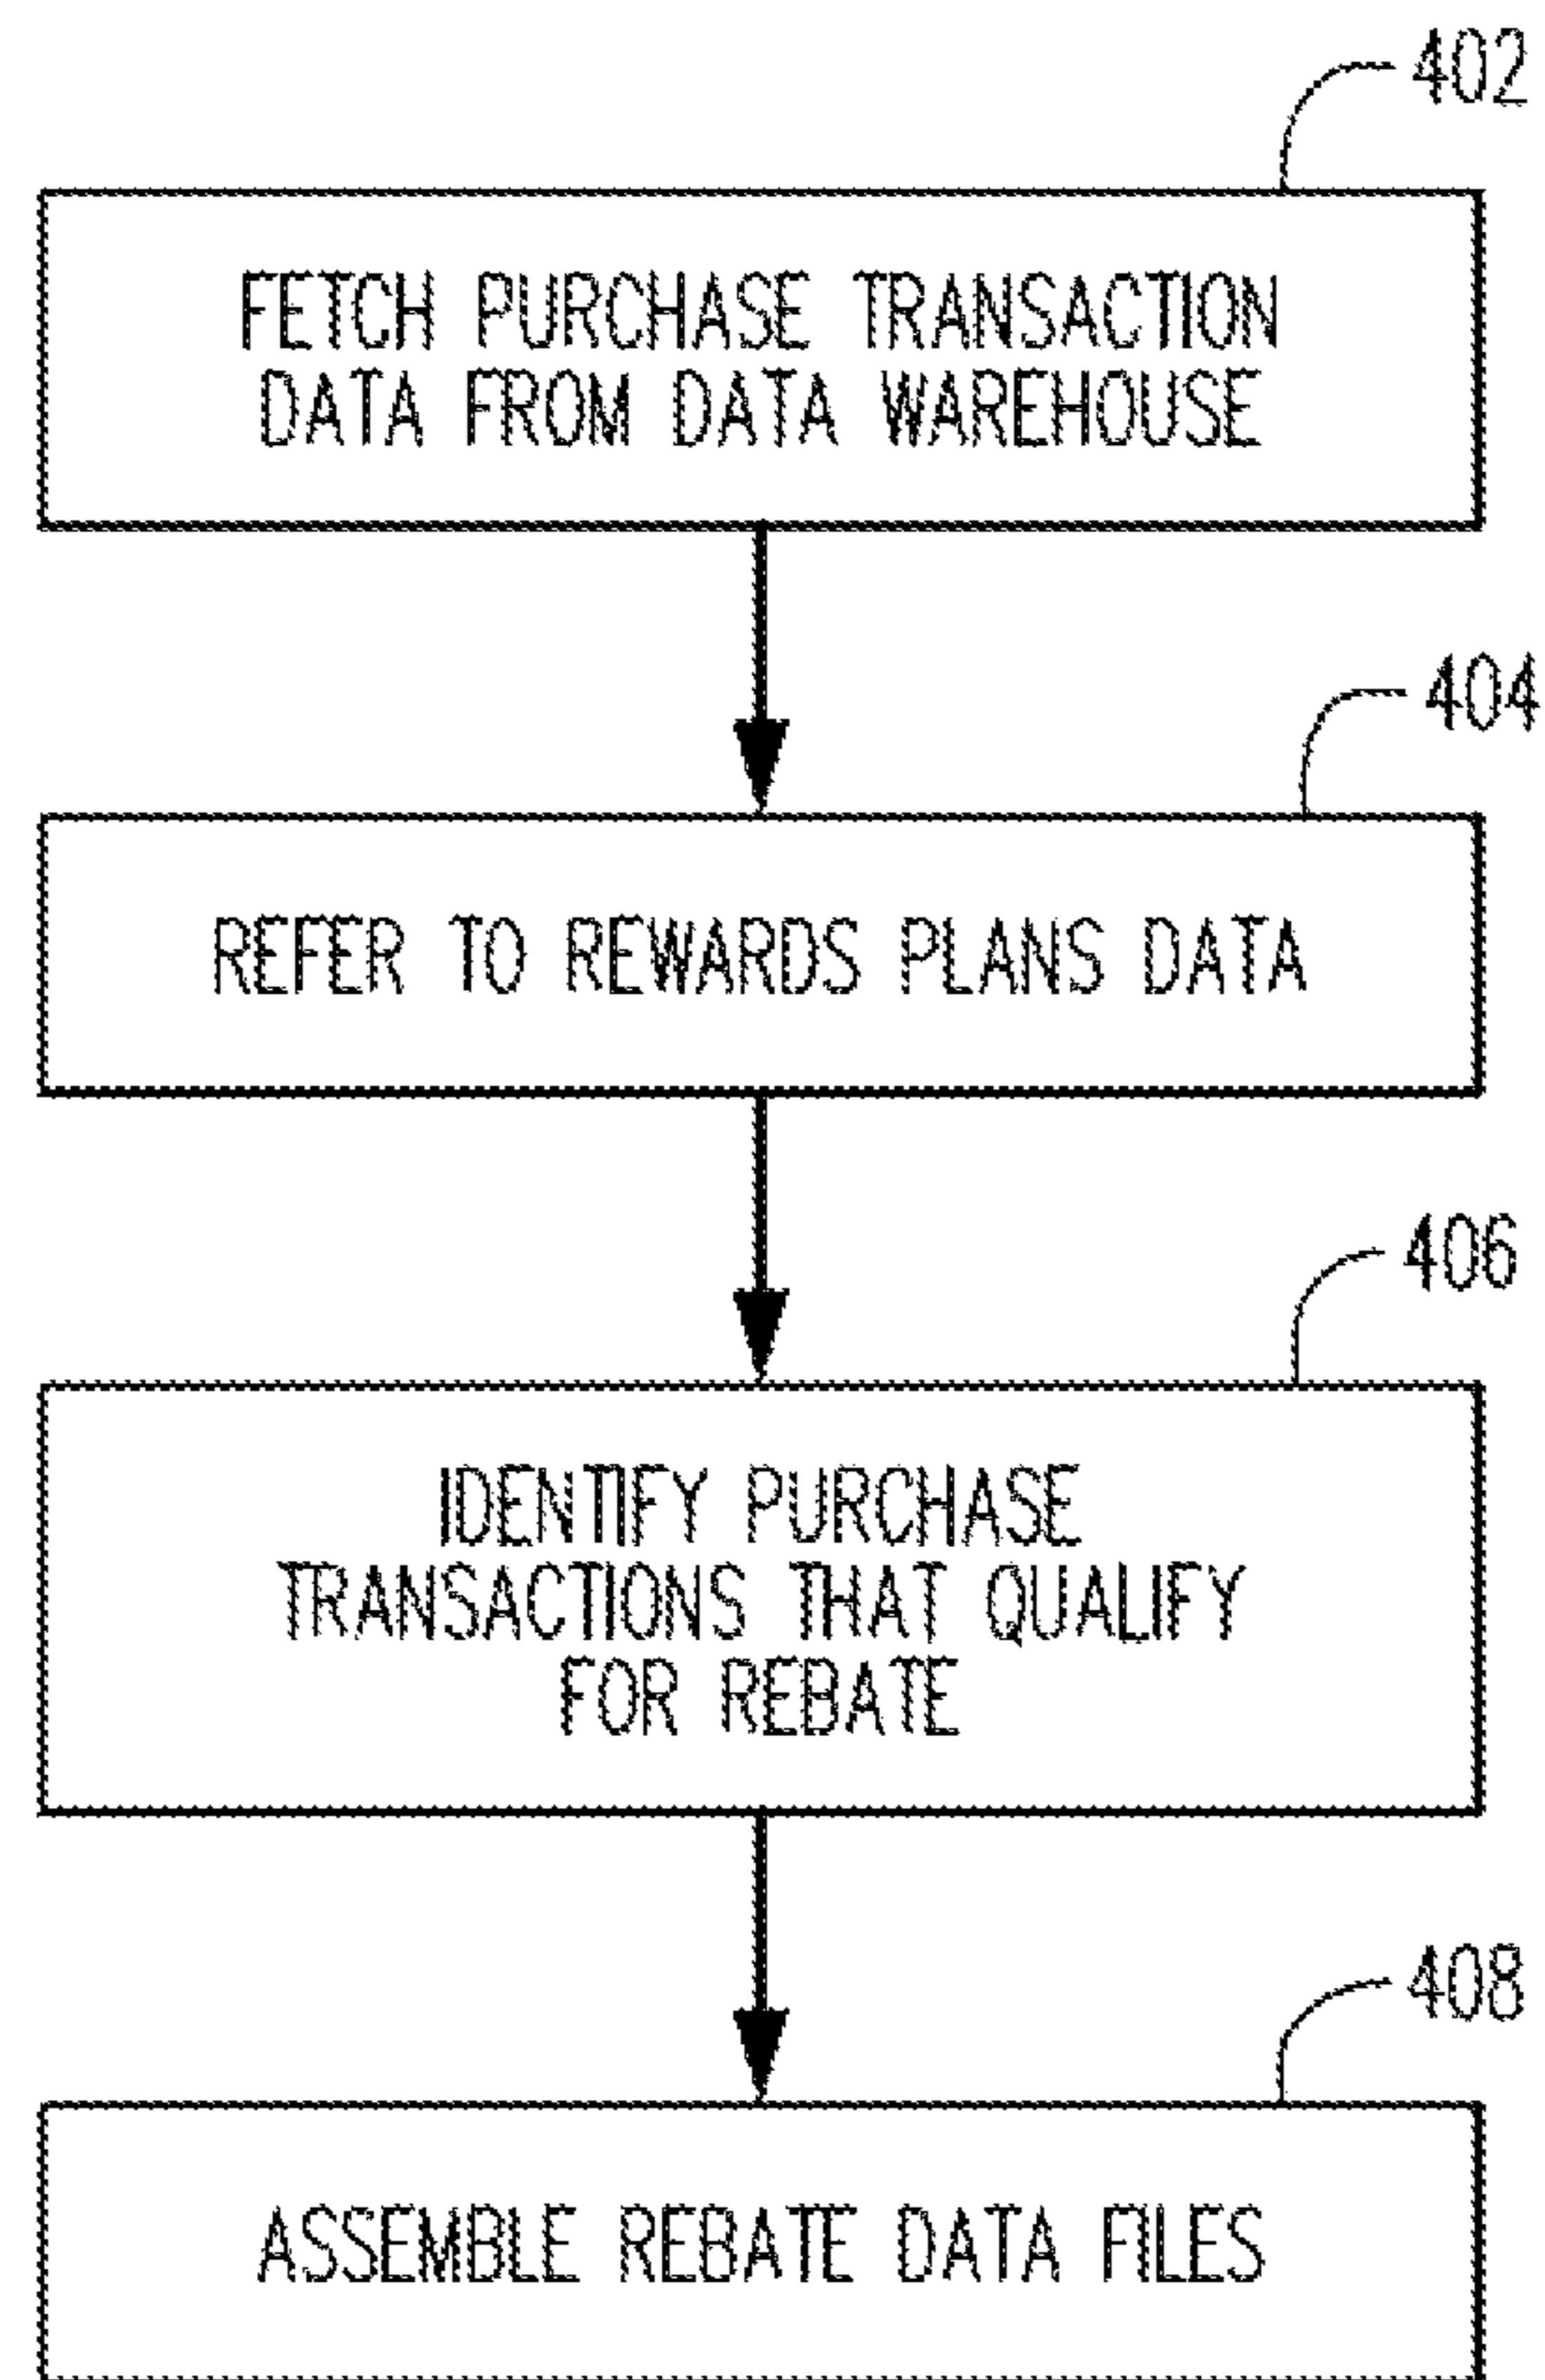 402
FETCH PURCHASE TRANSACTION
DATA FROM DATA WAREHOUSE
404
REFER TO REWARDS PLANS DATA
406
IDENTIFY PURCHASE
TRANSACTIONS THAT QUALIFY
FOR REBATE
408
ASSEMBLE REBATE DATA FILES